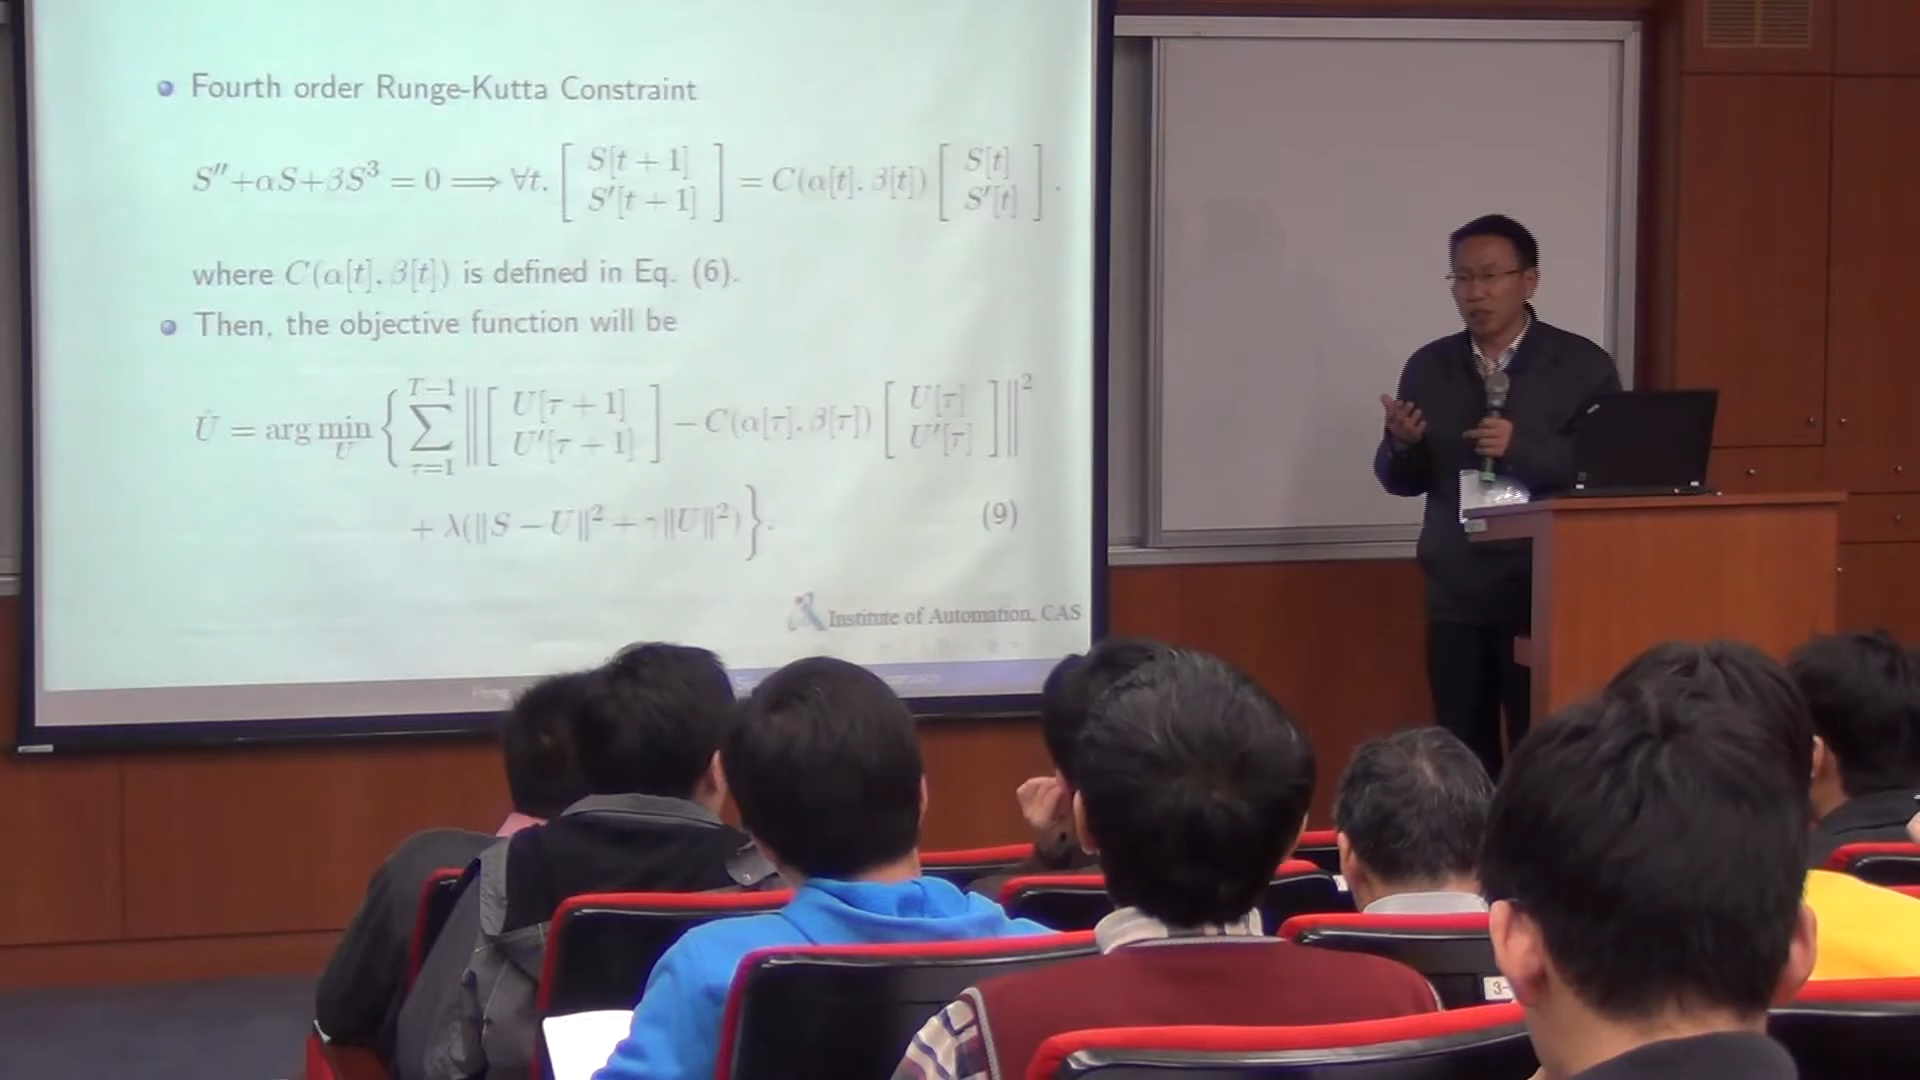 Fourth order Runge-Kutta Constraint
S″+αS+βS³ = 0 ⟹ ∀t. [ S[t + 1] S′[t + 1] ] = C(α[t]. β[t]) [ S[t] S′[t] ] .
where C(α[t]. β[t]) is defined in Eq. (6).
Then, the objective function will be
Û = arg min_U { ∑_{τ=1}^{T−1} ‖ [ U[τ + 1] U′[τ + 1] ] − C(α[τ]. β[τ]) [ U[τ] U′[τ] ] ‖²
+ λ(‖S − U‖² + ‖U‖²) } . (9)
Institute of Automation, CAS
3-